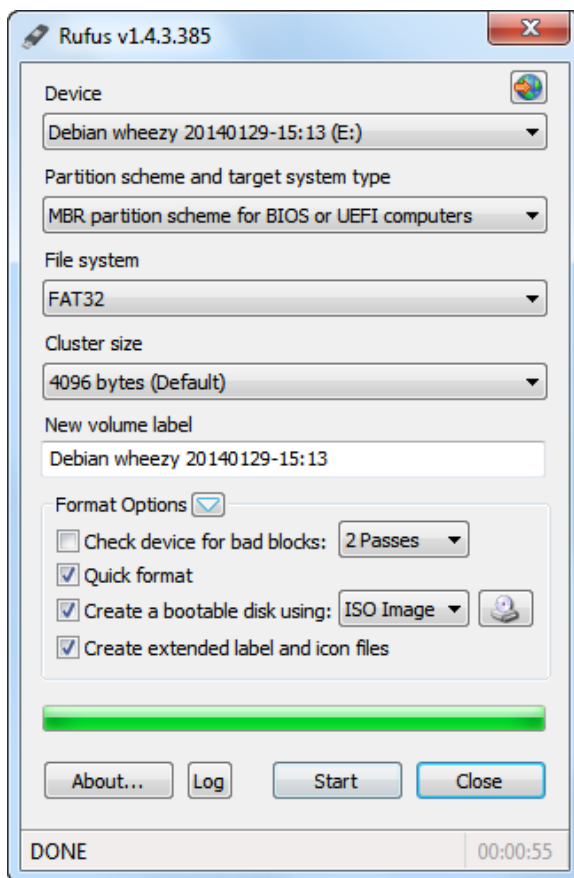 Rufus v1.4.3.385
Device
Debian wheezy 20140129-15:13 (E:)
Partition scheme and target system type
MBR partition scheme for BIOS or UEFI computers
File system
FAT32
Cluster size
4096 bytes (Default)
New volume label
Debian wheezy 20140129-15:13
Format Options
Check device for bad blocks: 2 Passes
Quick format
Create a bootable disk using: ISO Image
Create extended label and icon files
About... Log Start Close
DONE 00:00:55